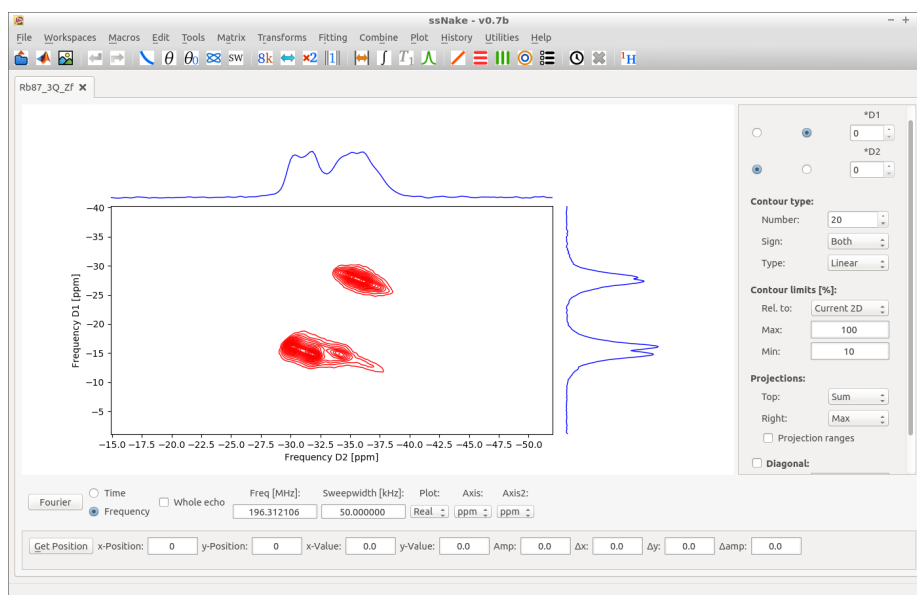 ssNake - v0.7b
File Workspaces Macros Edit Tools Matrix Transforms Fitting Combine Plot History Utilities Help
θ θ0 SW 8k ×2 ‖1‖ ∫ T1 ¹H
Rb87_3Q_Zf
*D1
0
*D2
0
Contour type:
Number: 20
Sign: Both
Type: Linear
Contour limits [%]:
Rel. to: Current 2D
Max: 100
Min: 10
Projections:
Top: Sum
Right: Max
Projection ranges
Diagonal:
−40
−35
−30
−25
−20
−15
−10
−5
Frequency D1 [ppm]
−15.0 −17.5 −20.0 −22.5 −25.0 −27.5 −30.0 −32.5 −35.0 −37.5 −40.0 −42.5 −45.0 −47.5 −50.0
Frequency D2 [ppm]
Fourier Time Frequency Whole echo
Freq [MHz]: Sweepwidth [kHz]: Plot: Axis: Axis2:
196.312106 50.000000 Real ppm ppm
Get Position x-Position: 0 y-Position: 0 x-Value: 0.0 y-Value: 0.0 Amp: 0.0 Δx: 0.0 Δy: 0.0 Δamp: 0.0